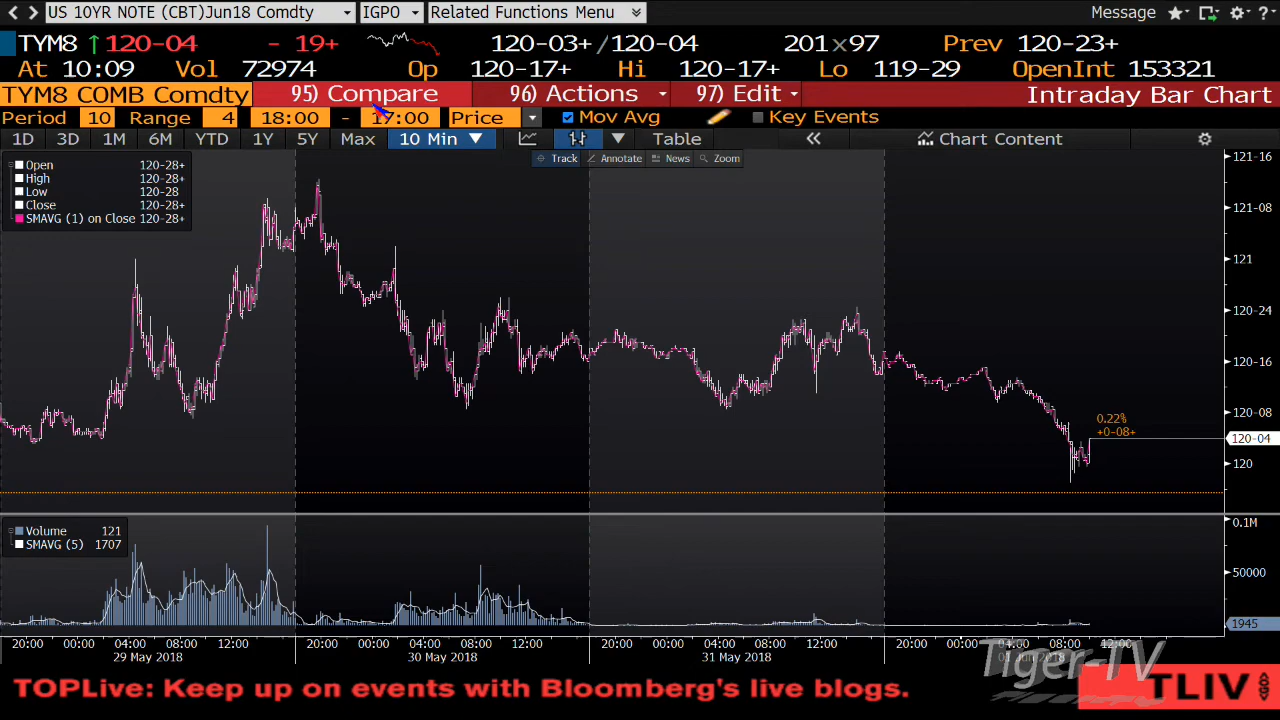 US 10YR NOTE (CBT)Jun18 Comdty IGPO Related Functions Menu Message ?
TYM8 ↑ 120-04 - 19+ 120-03+/120-04 201x97 Prev 120-23+
At 10:09 Vol 72974 Op 120-17+ Hi 120-17+ Lo 119-29 OpenInt 153321
TYM8 COMB Comdty 95) Compare 96) Actions 97) Edit Intraday Bar Chart
Period 10 Range 4 18:00 - 17:00 Price Mov Avg Key Events
1D 3D 1M 6M YTD 1Y 5Y Max 10 Min ▼ Table « Chart Content
Track Annotate News Zoom
Open 120-28+
High 120-28+
Low 120-28
Close 120-28+
SMAVG (1) on Close 120-28+
121-16
121-08
121
120-24
120-16
120-08
0.22%
+0-08+
120-04
120
Volume 121
SMAVG (5) 1707
0.1M
50000
1945
20:00 00:00 04:00 08:00 12:00 20:00 00:00 04:00 08:00 12:00 20:00 00:00 04:00 08:00 12:00 20:00 00:00 04:00 08:00 12:00
29 May 2018 30 May 2018 31 May 2018 01 Jun 2018
Tiger-TV
TOPLive: Keep up on events with Bloomberg's live blogs. TLIV